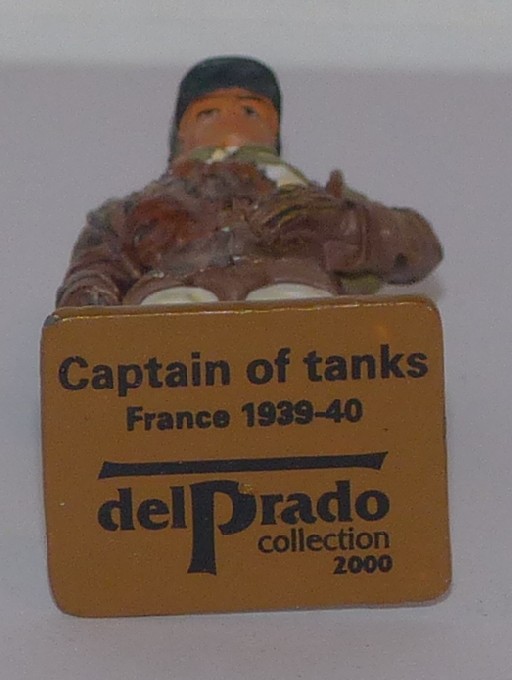 Captain of tanks
France 1939-40
delPrado
collection
2000